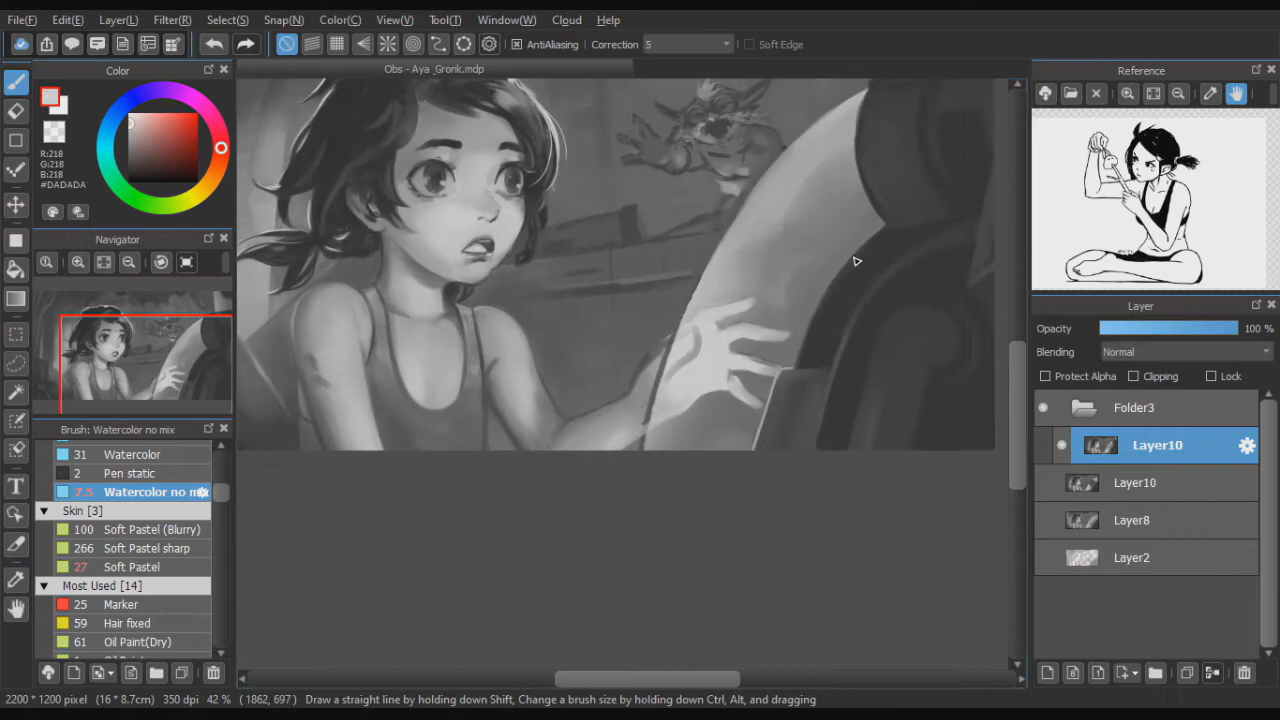 File(F) Edit(E) Layer(L) Filter(R) Select(S) Snap(N) Color(C) View(V) Tool(T) Window(W) Cloud Help
AntiAliasing Correction 5 Soft Edge
Color
R:218
G:218
B:218
#DADADA
Navigator
Brush: Watercolor no mix
31 Watercolor
2 Pen static
7.5 Watercolor no mix
Skin [3]
100 Soft Pastel (Blurry)
266 Soft Pastel sharp
27 Soft Pastel
Most Used [14]
25 Marker
59 Hair fixed
61 Oil Paint(Dry)
Obs - Aya _Gronk.mdp
Reference
Layer
Opacity 100 %
Blending Normal
Protect Alpha Clipping Lock
Folder3
Layer10
Layer10
Layer8
Layer2
2200 * 1200 pixel (16 * 8.7cm) 350 dpi 42 % ( 1862, 697) Draw a straight line by holding down Shift, Change a brush size by holding down Ctrl, Alt, and dragging